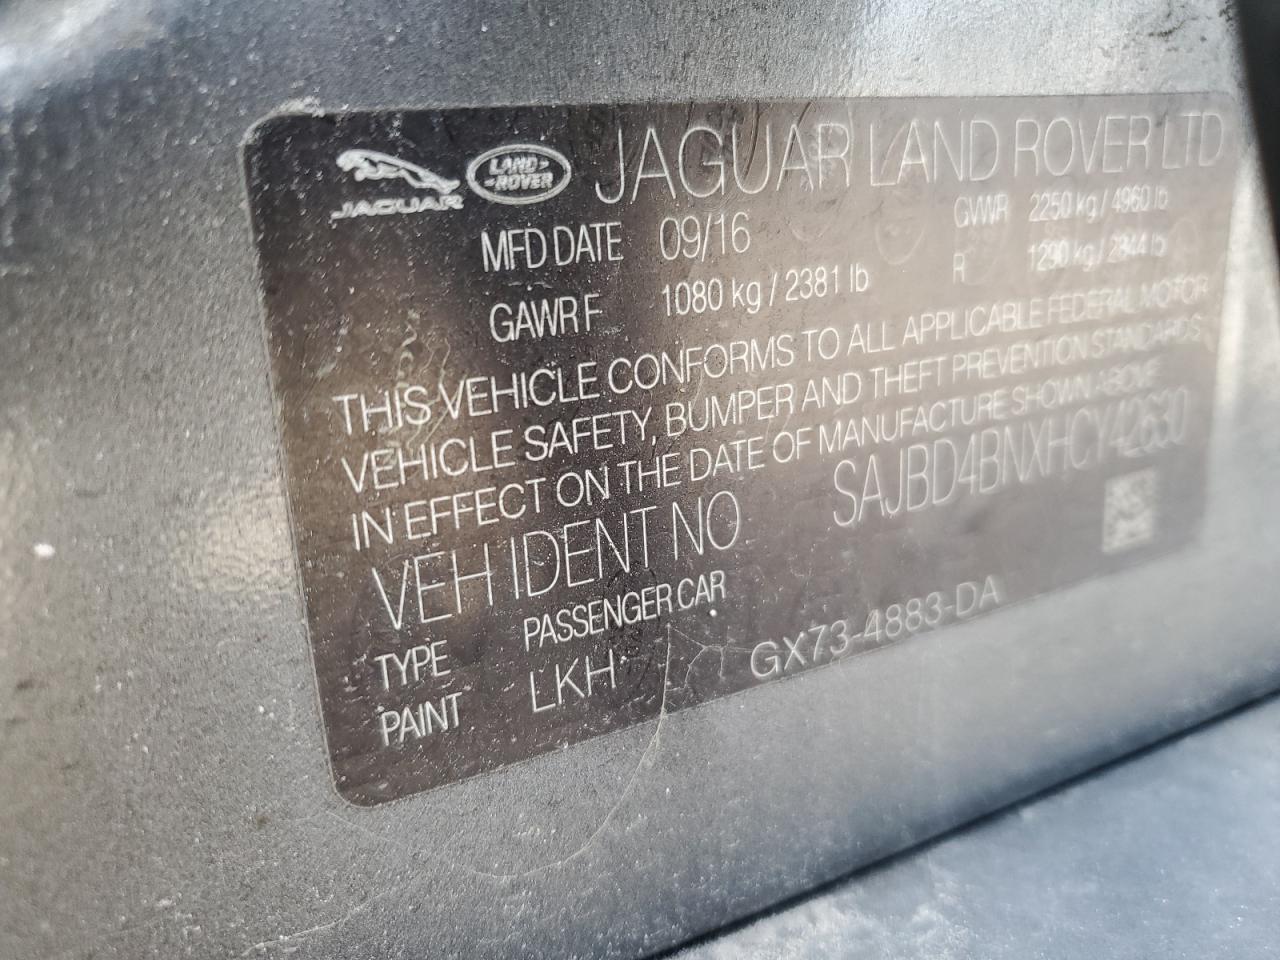 JAGUAR LAND-ROVER JAGUAR LAND ROVER LTD
MFD DATE 09/16 GVWR 2250 kg / 4960 lb
GAWR F 1080 kg / 2381 lb R 1290 kg / 2844 lb
THIS VEHICLE CONFORMS TO ALL APPLICABLE FEDERAL MOTOR
VEHICLE SAFETY, BUMPER AND THEFT PREVENTION STANDARDS
IN EFFECT ON THE DATE OF MANUFACTURE SHOWN ABOVE
VEH IDENT NO SAJBD4BNXHCY42630
TYPE PASSENGER CAR
PAINT LKH GX73-4883-DA